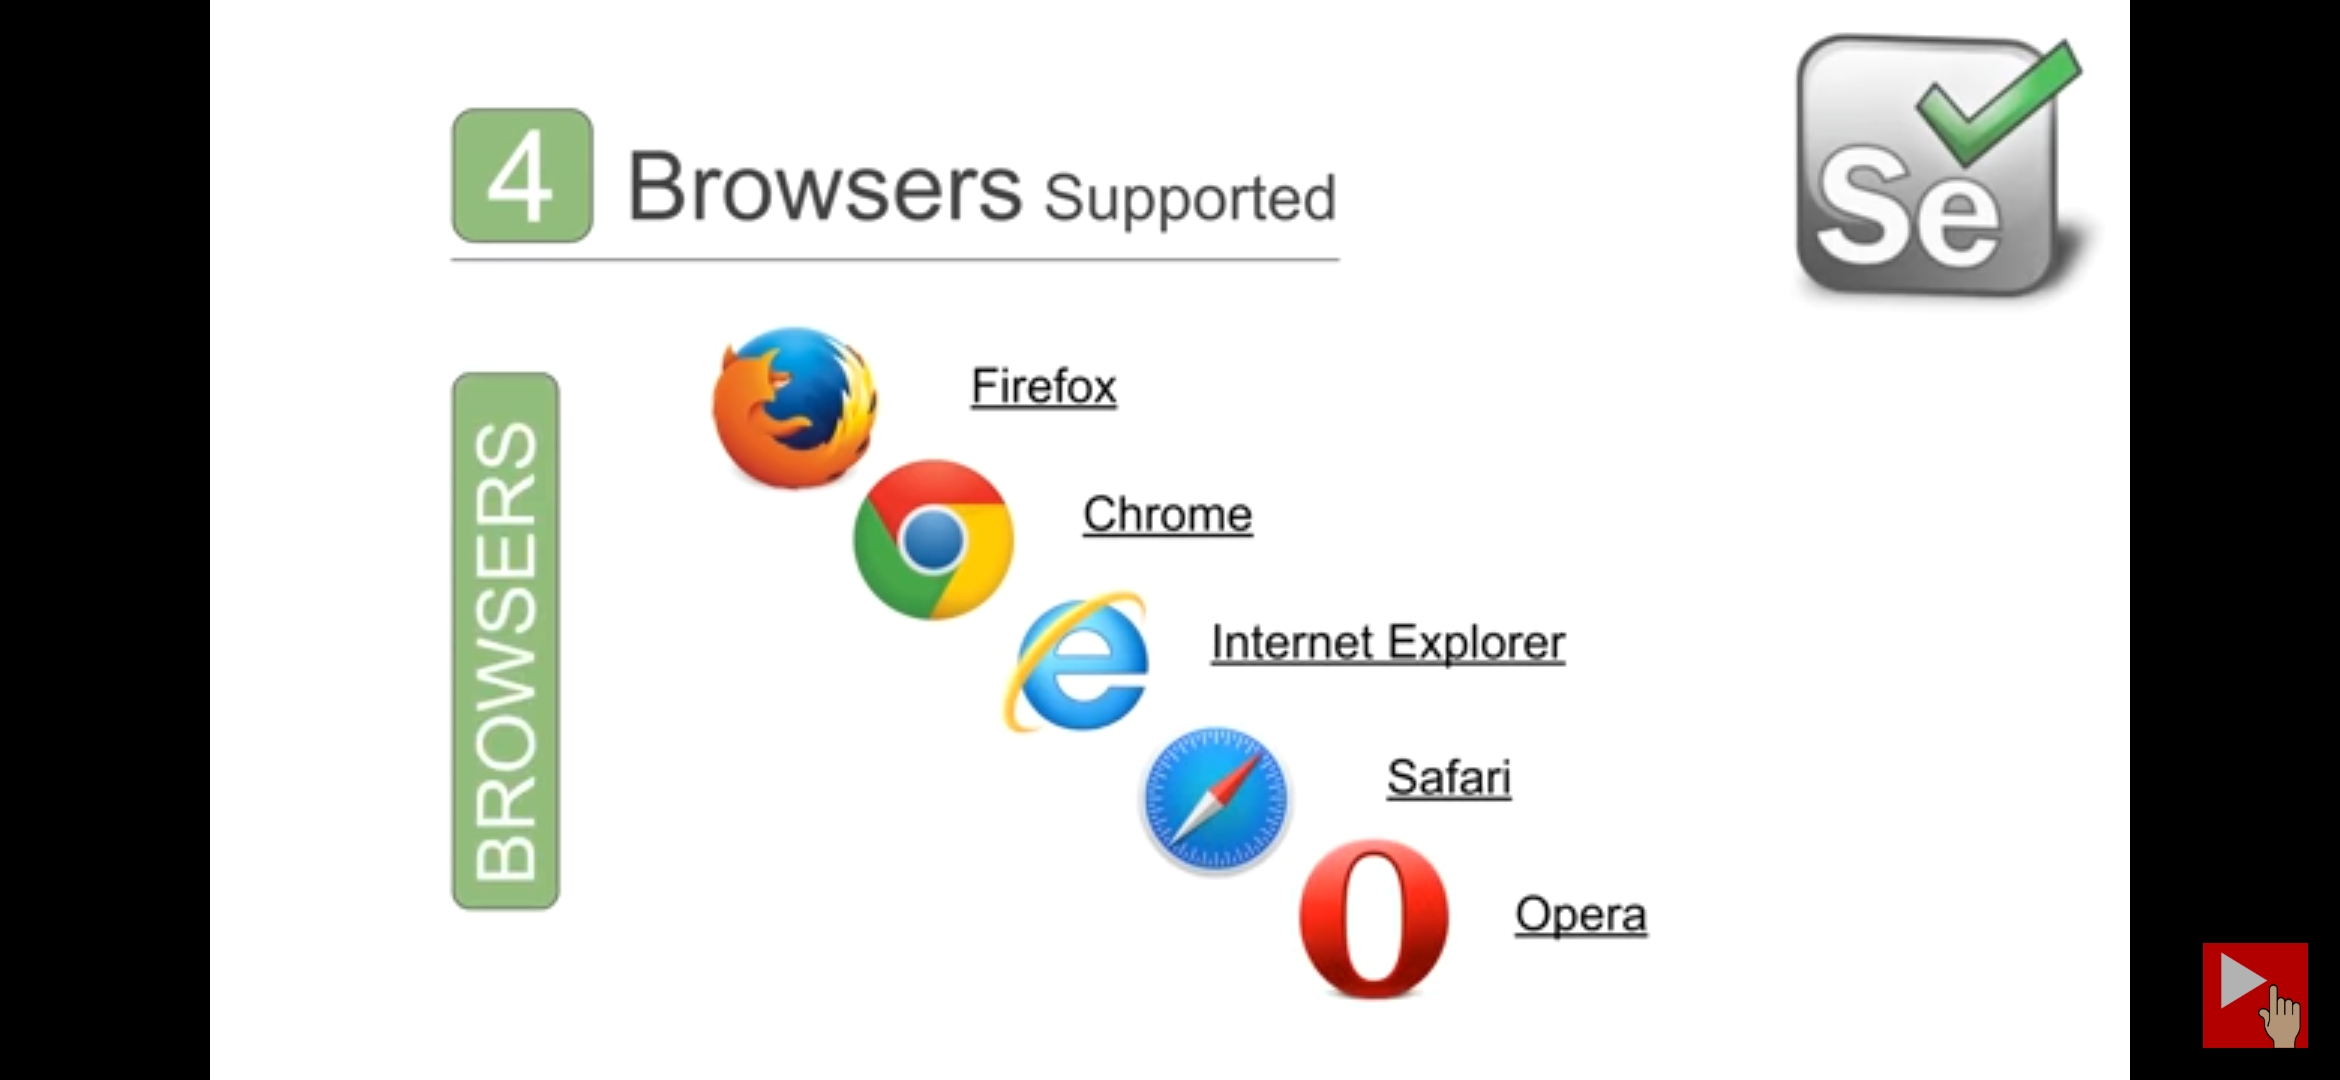 4 Browsers Supported
Se
BROWSERS
Firefox
Chrome
Internet Explorer
Safari
Opera